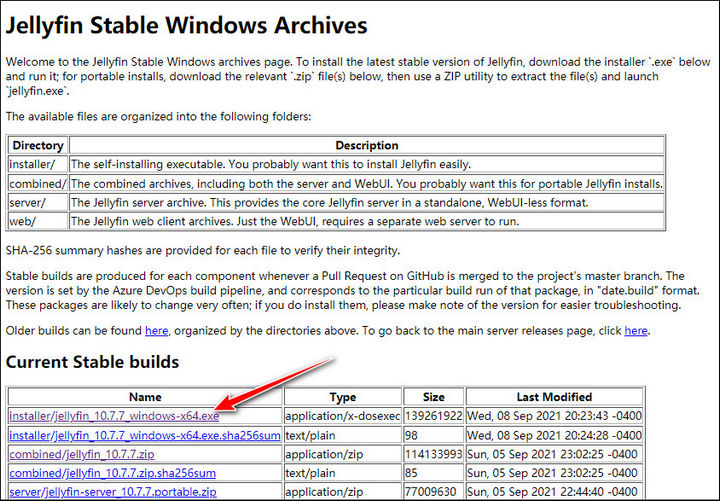 Jellyfin Stable Windows Archives
Welcome to the Jellyfin Stable Windows archives page. To install the latest stable version of Jellyfin, download the installer `.exe` below
and run it; for portable installs, download the relevant `.zip` file(s) below, then use a ZIP utility to extract the file(s) and launch
`jellyfin.exe`.
The available files are organized into the following folders:
Directory Description
installer/ The self-installing executable. You probably want this to install Jellyfin easily.
combined/ The combined archives, including both the server and WebUI. You probably want this for portable Jellyfin installs.
server/ The Jellyfin server archive. This provides the core Jellyfin server in a standalone, WebUI-less format.
web/ The Jellyfin web client archives. Just the WebUI, requires a separate web server to run.
SHA-256 summary hashes are provided for each file to verify their integrity.
Stable builds are produced for each component whenever a Pull Request on GitHub is merged to the project's master branch. The
version is set by the Azure DevOps build pipeline, and corresponds to the particular build run of that package, in "date.build" format.
These packages are likely to change very often; if you do install them, please make note of the version for easier troubleshooting.
Older builds can be found here, organized by the directories above. To go back to the main server releases page, click here.
Current Stable builds
Name Type Size Last Modified
installer/jellyfin_10.7.7_windows-x64.exe application/x-dosexec 139261922 Wed, 08 Sep 2021 20:23:43 -0400
installer/jellyfin_10.7.7_windows-x64.exe.sha256sum text/plain 98 Wed, 08 Sep 2021 20:24:28 -0400
combined/jellyfin_10.7.7.zip application/zip 114133993 Sun, 05 Sep 2021 23:02:25 -0400
combined/jellyfin_10.7.7.zip.sha256sum text/plain 85 Sun, 05 Sep 2021 23:02:25 -0400
server/jellyfin-server_10.7.7.portable.zip application/zip 77009630 Sun, 05 Sep 2021 22:44:40 -0400